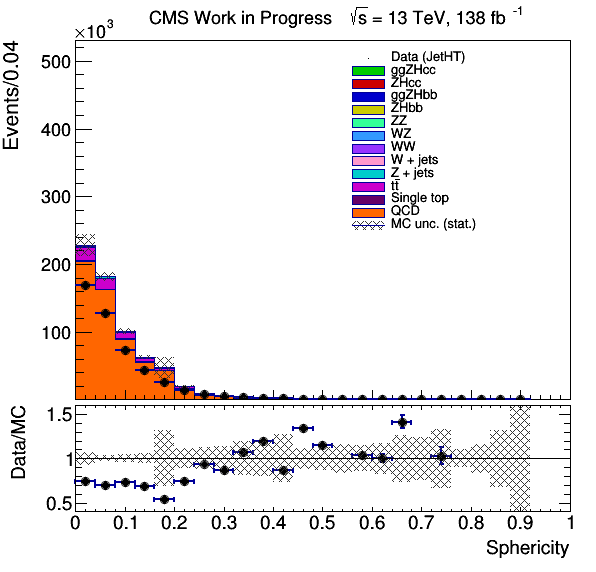 CMS Work in Progress √s = 13 TeV, 138 fb⁻¹
×10³
Events/0.04
500
400
300
200
100
Data (JetHT)
ggZHcc
ZHcc
ggZHbb
ZHbb
ZZ
WZ
WW
W + jets
Z + jets
tt̄
Single top
QCD
MC unc. (stat.)
Data/MC
1.5
1
0.5
0 0.1 0.2 0.3 0.4 0.5 0.6 0.7 0.8 0.9 1
Sphericity